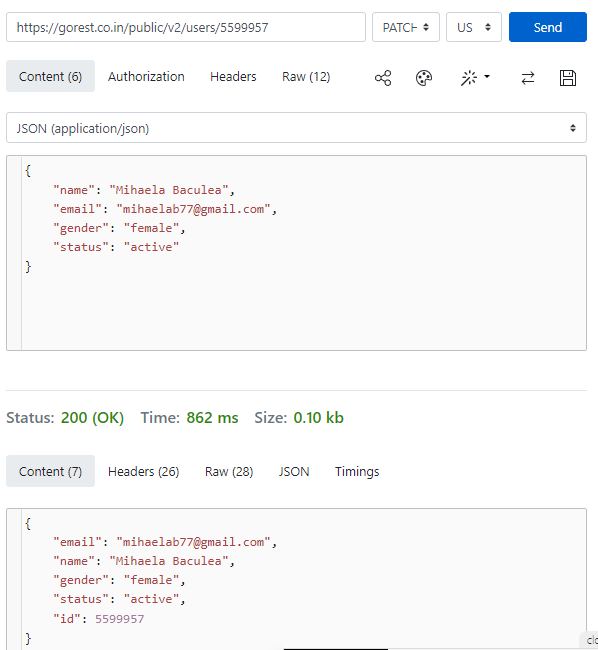 https://gorest.co.in/public/v2/users/5599957 PATCH US Send
Content (6) Authorization Headers Raw (12)
JSON (application/json)
{
    "name": "Mihaela Baculea",
    "email": "mihaelab77@gmail.com",
    "gender": "female",
    "status": "active"
}
Status: 200 (OK) Time: 862 ms Size: 0.10 kb
Content (7) Headers (26) Raw (28) JSON Timings
{
    "email": "mihaelab77@gmail.com",
    "name": "Mihaela Baculea",
    "gender": "female",
    "status": "active",
    "id": 5599957
}